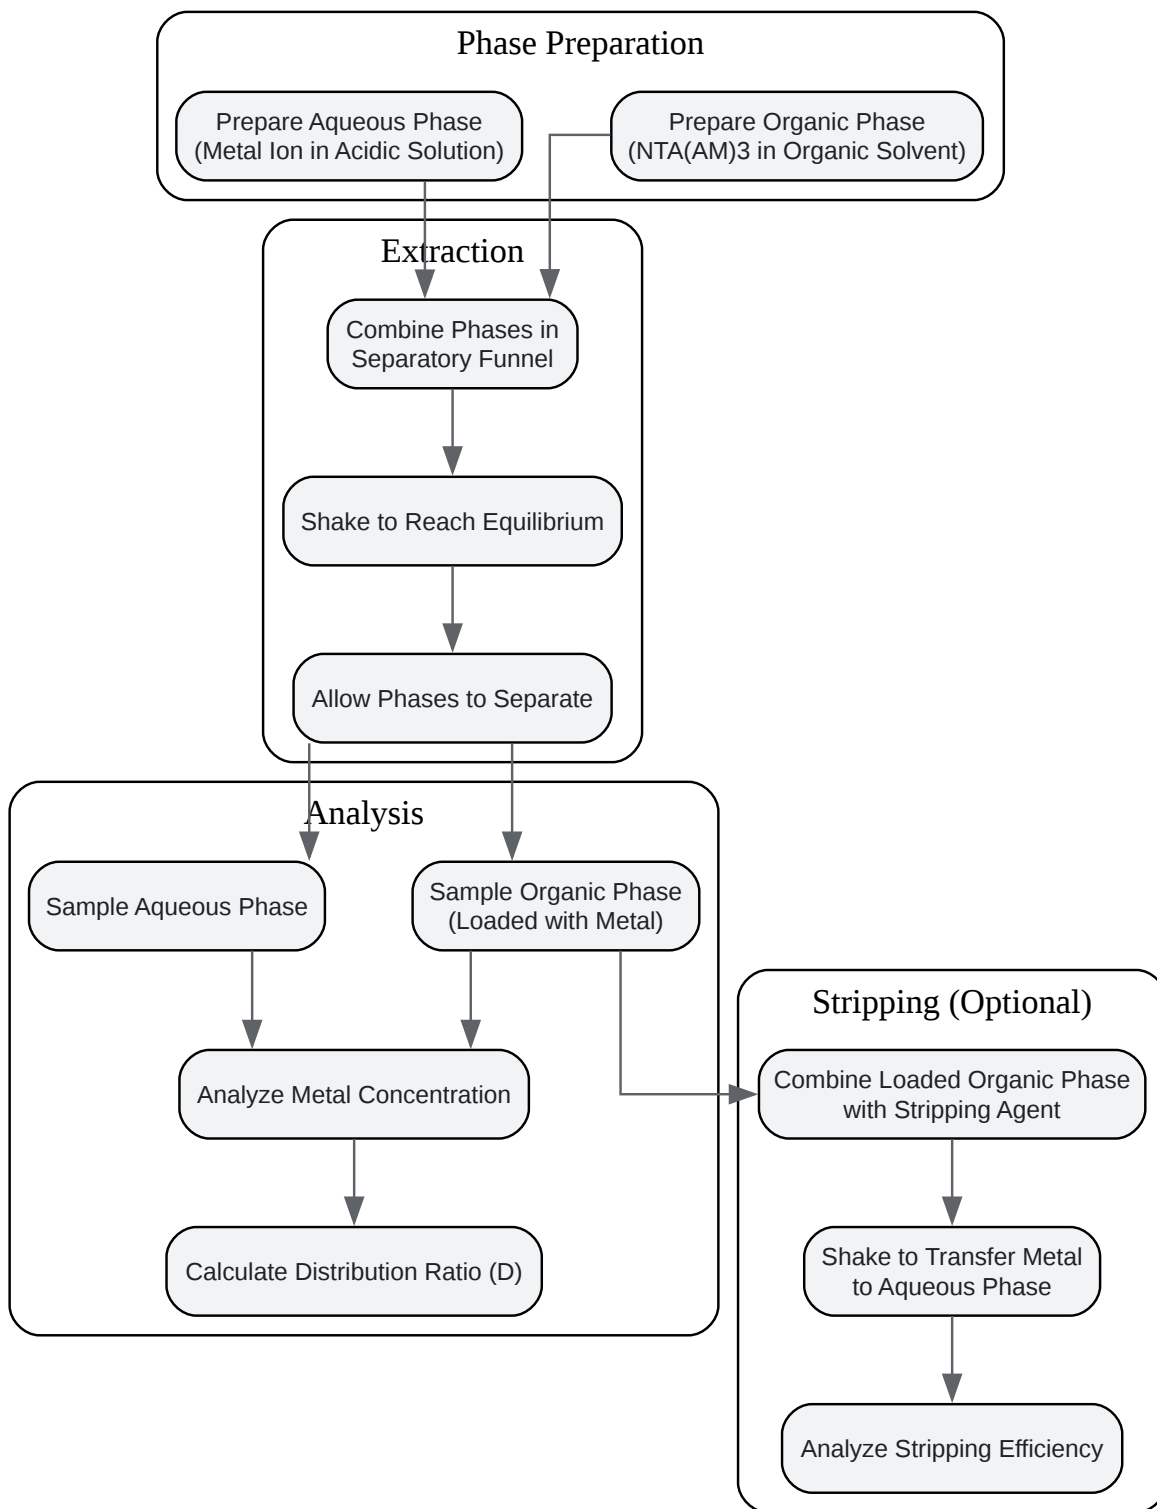 Phase Preparation
Prepare Aqueous Phase
(Metal Ion in Acidic Solution)
Prepare Organic Phase
(NTA(AM)3 in Organic Solvent)
Extraction
Combine Phases in
Separatory Funnel
Shake to Reach Equilibrium
Allow Phases to Separate
Analysis
Sample Aqueous Phase
Sample Organic Phase
(Loaded with Metal)
Analyze Metal Concentration
Calculate Distribution Ratio (D)
Stripping (Optional)
Combine Loaded Organic Phase
with Stripping Agent
Shake to Transfer Metal
to Aqueous Phase
Analyze Stripping Efficiency